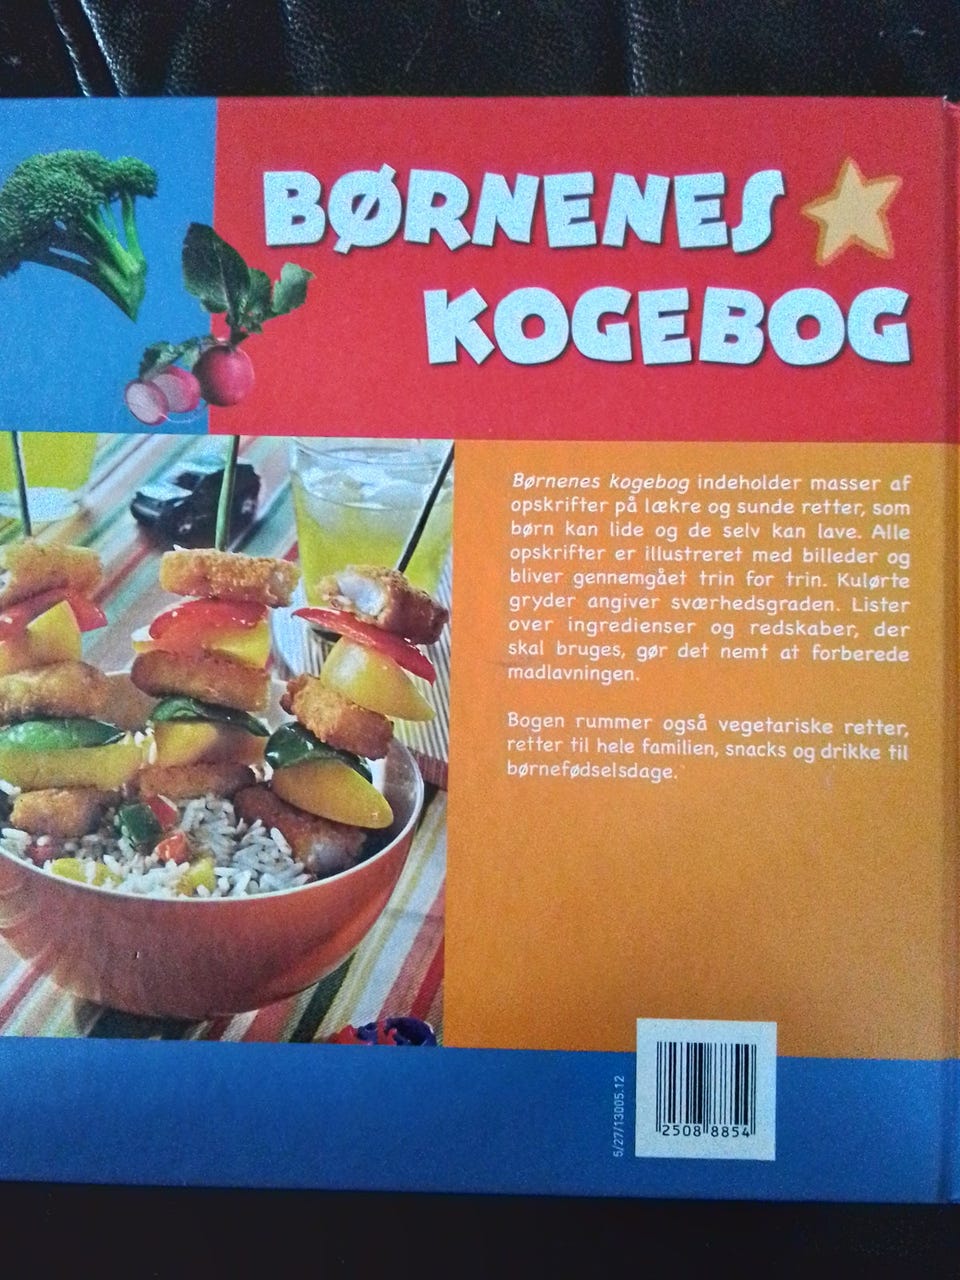 BØRNENES
KOGEBOG
Børnenes kogebog indeholder masser af
opskrifter på lækre og sunde retter, som
børn kan lide og de selv kan lave. Alle
opskrifter er illustreret med billeder og
bliver gennemgået trin for trin. Kulørte
gryder angiver sværhedsgraden. Lister
over ingredienser og redskaber, der
skal bruges, gør det nemt at forberede
madlavningen.
Bogen rummer også vegetariske retter,
retter til hele familien, snacks og drikke til
børnefødselsdage.
5/27/13005.12
2508 8854